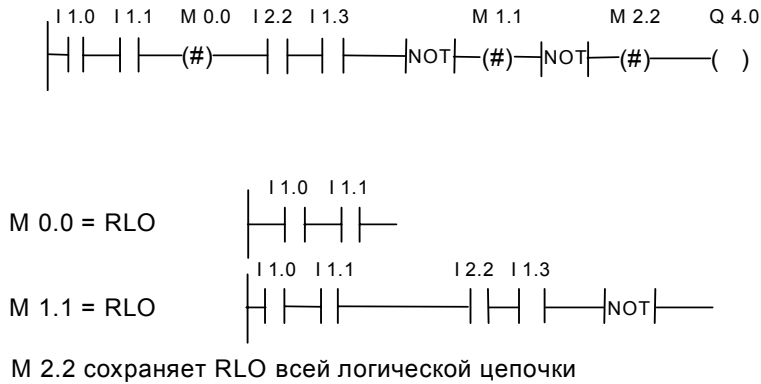 I 1.0 I 1.1 M 0.0 I 2.2 I 1.3 M 1.1 M 2.2 Q 4.0
(#) NOT (#) NOT (#) ( )
I 1.0 I 1.1
M 0.0 = RLO
I 1.0 I 1.1 I 2.2 I 1.3
M 1.1 = RLO NOT
M 2.2 сохраняет RLO всей логической цепочки